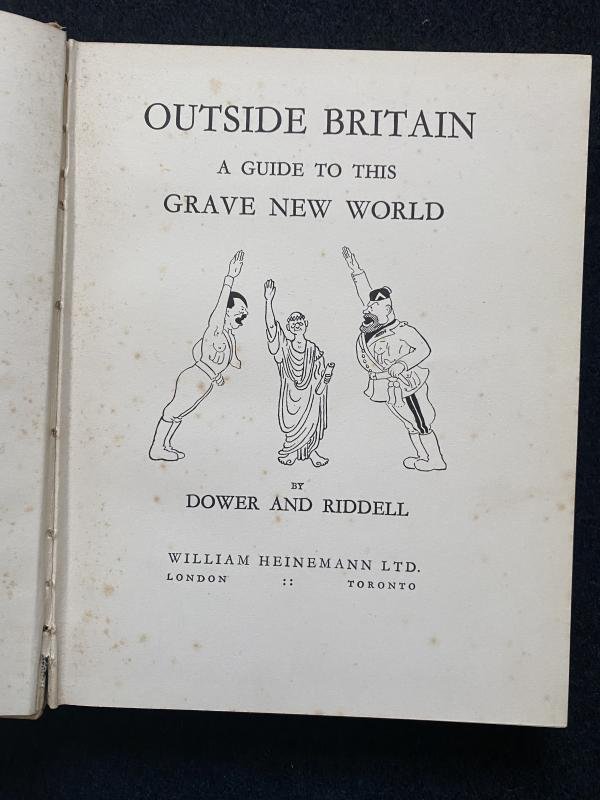 OUTSIDE BRITAIN
A GUIDE TO THIS
GRAVE NEW WORLD
BY
DOWER AND RIDDELL
WILLIAM HEINEMANN LTD.
LONDON :: TORONTO